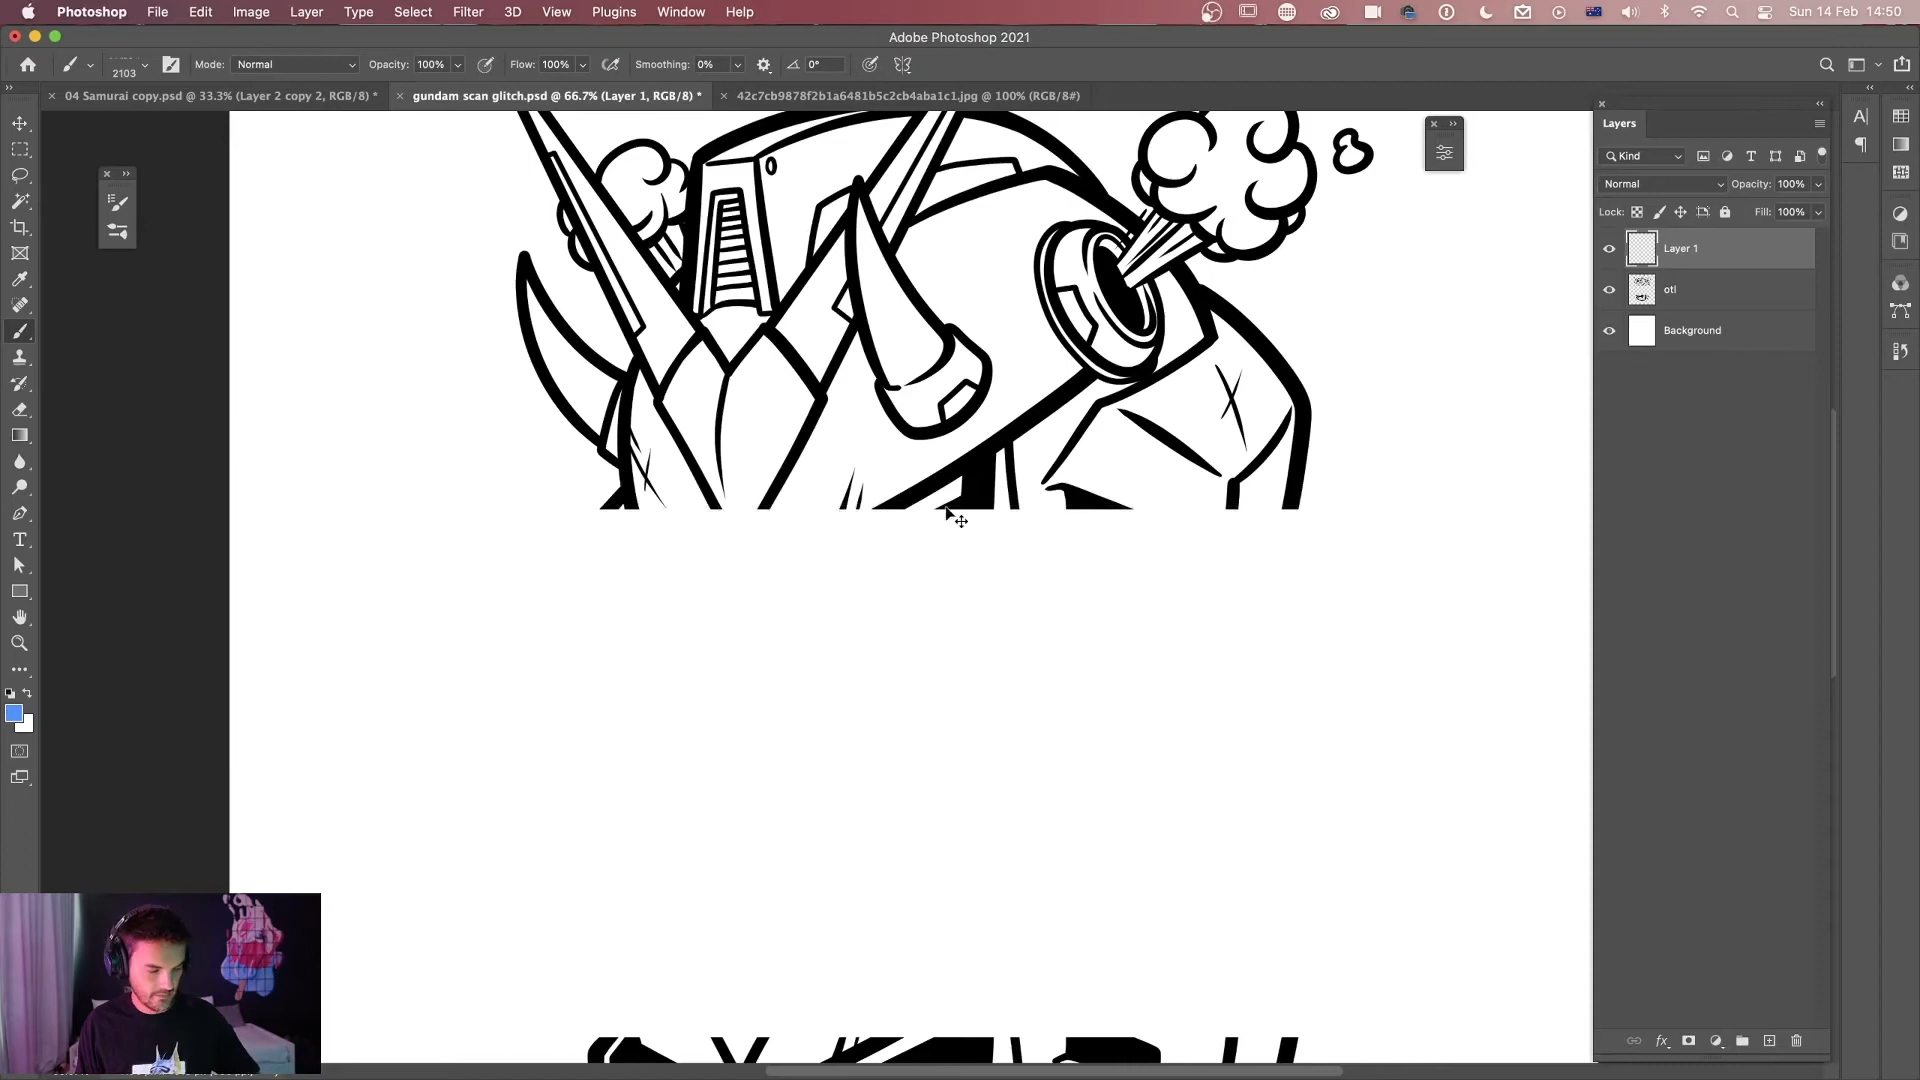 Photoshop File Edit Image Layer Type Select Filter 3D View Plugins Window Help Sun 14 Feb 14:50
Adobe Photoshop 2021
2103 Mode: Normal Opacity: 100% Flow: 100% Smoothing: 0% 0°
04 Samurai copy.psd @ 33.3% (Layer 2 copy 2, RGB/8) * gundam scan glitch.psd @ 66.7% (Layer 1, RGB/8) * 42c7cb9878f2b1a6481b5c2cb4aba1c1.jpg @ 100% (RGB/8#)
Layers
Kind
Normal Opacity: 100%
Lock: Fill: 100%
Layer 1
otl
Background